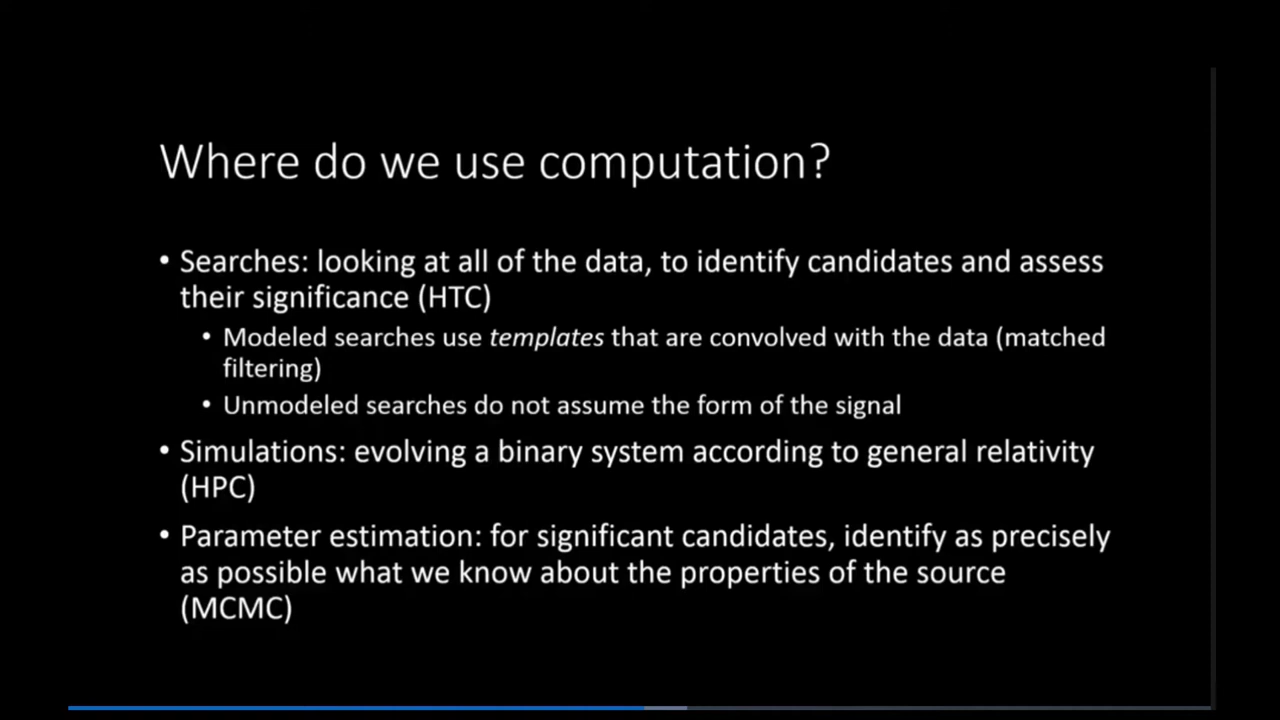 Where do we use computation?
• Searches: looking at all of the data, to identify candidates and assess
their significance (HTC)
• Modeled searches use templates that are convolved with the data (matched
filtering)
• Unmodeled searches do not assume the form of the signal
• Simulations: evolving a binary system according to general relativity
(HPC)
• Parameter estimation: for significant candidates, identify as precisely
as possible what we know about the properties of the source
(MCMC)